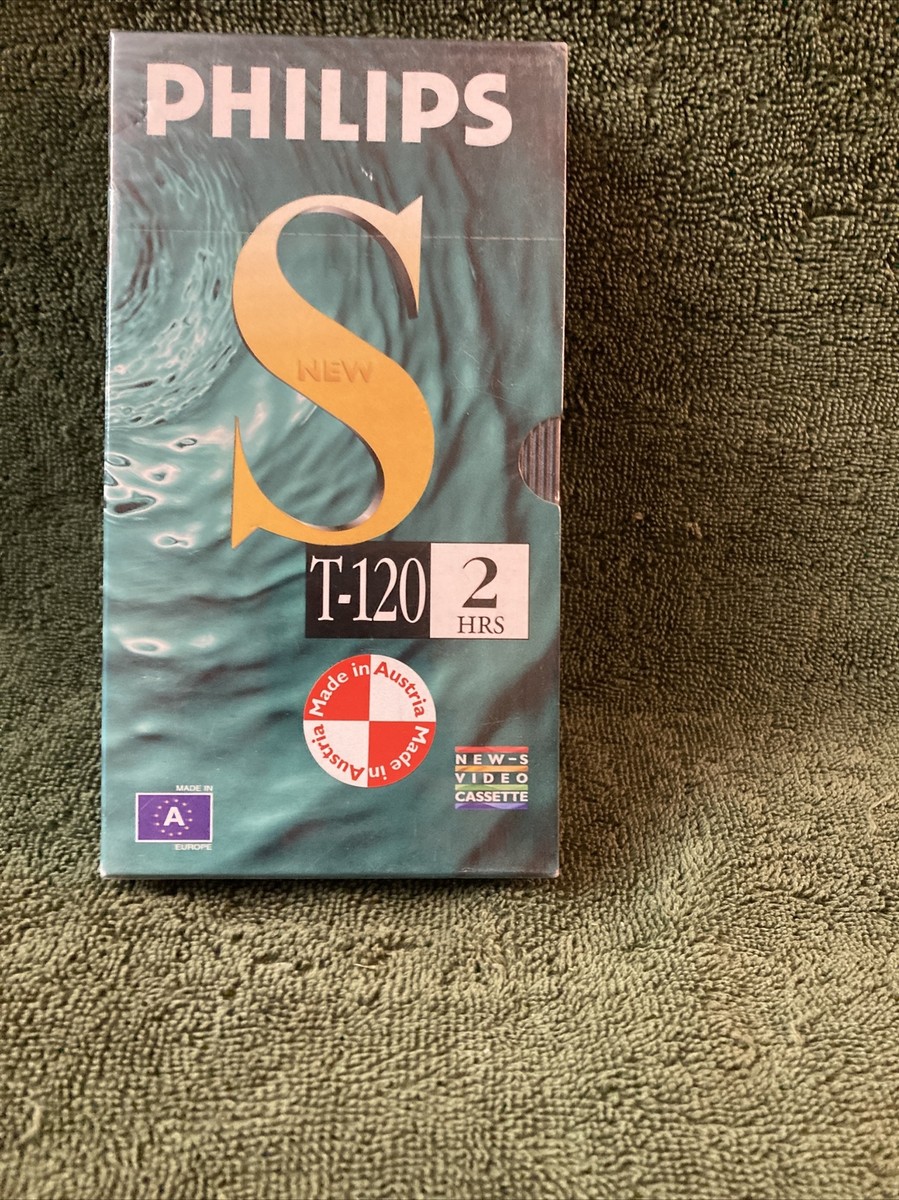 PHILIPS
S
NEW
T-120
2
HRS
Made in Austria Made in Austria
NEW-S
VIDEO
CASSETTE
MADE IN
A
EUROPE